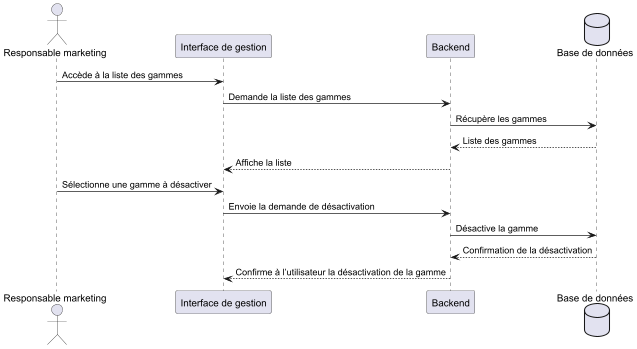 Responsable marketing
Interface de gestion
Backend
Base de données
Accède à la liste des gammes
Demande la liste des gammes
Récupère les gammes
Liste des gammes
Affiche la liste
Sélectionne une gamme à désactiver
Envoie la demande de désactivation
Désactive la gamme
Confirmation de la désactivation
Confirme à l'utilisateur la désactivation de la gamme
Responsable marketing
Interface de gestion
Backend
Base de données